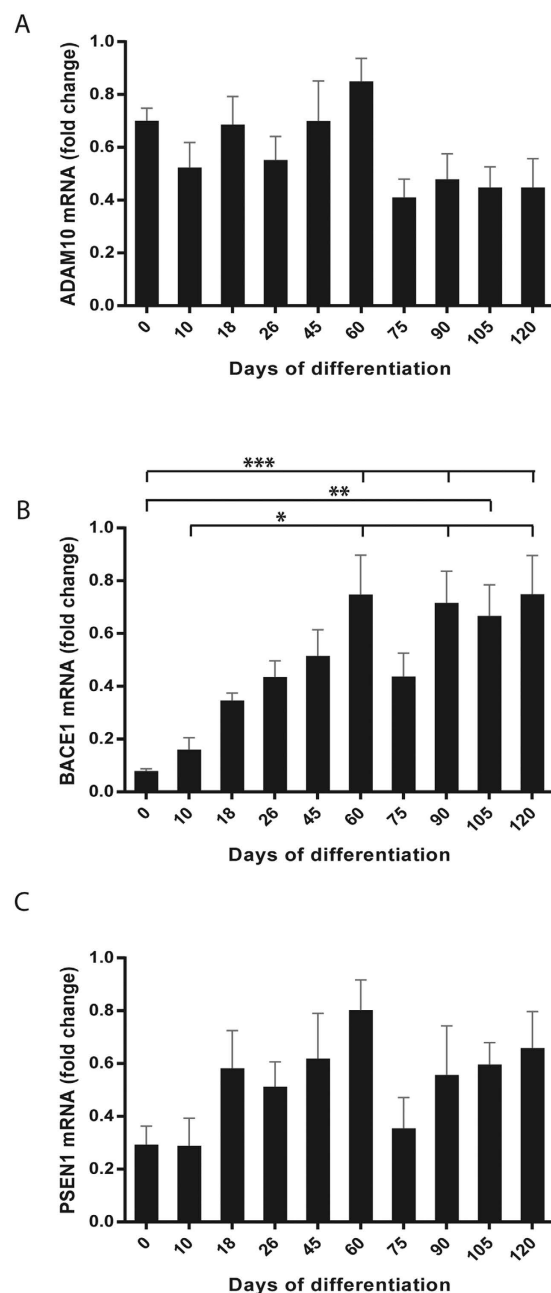 A
ADAM10 mRNA (fold change)
1.0
0.8
0.6
0.4
0.2
0.0
0 10 18 26 45 60 75 90 105 120
Days of differentiation
***
**
*
B
BACE1 mRNA (fold change)
1.0
0.8
0.6
0.4
0.2
0.0
0 10 18 26 45 60 75 90 105 120
Days of differentiation
C
PSEN1 mRNA (fold change)
1.0
0.8
0.6
0.4
0.2
0.0
0 10 18 26 45 60 75 90 105 120
Days of differentiation